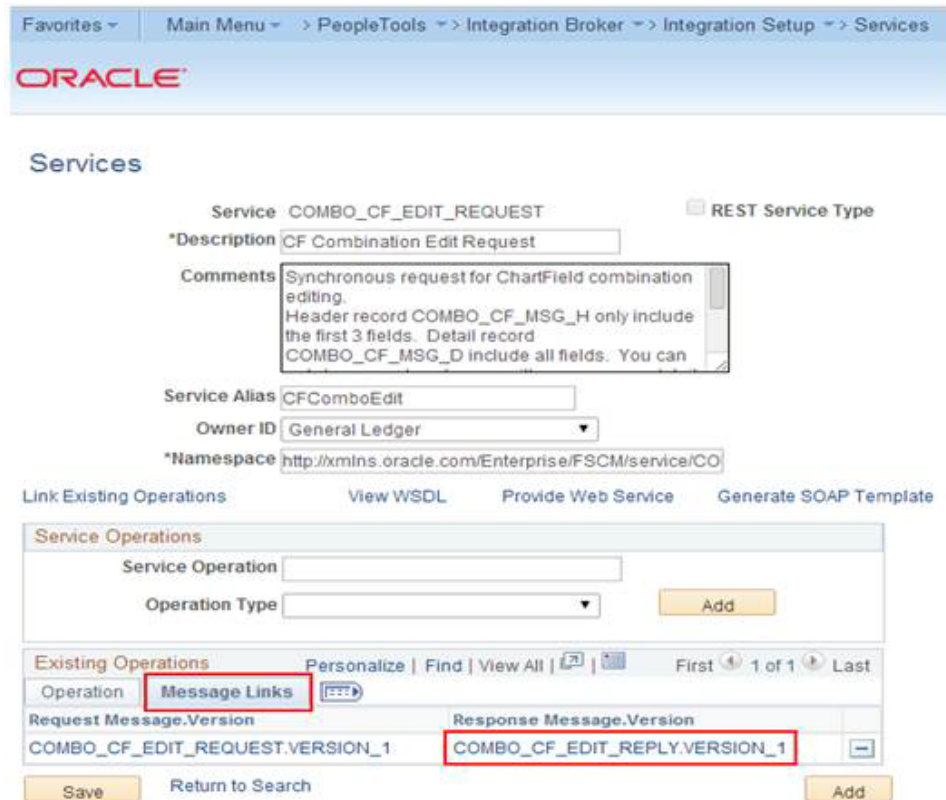 Favorites Main Menu > PeopleTools > Integration Broker > Integration Setup > Services
ORACLE
Services
Service COMBO_CF_EDIT_REQUEST REST Service Type
*Description CF Combination Edit Request
Comments Synchronous request for ChartField combination
editing.
Header record COMBO_CF_MSG_H only include
the first 3 fields. Detail record
COMBO_CF_MSG_D include all fields. You can
Service Alias CFComboEdit
Owner ID General Ledger
*Namespace http://xmlns.oracle.com/Enterprise/FSCM/service/CO
Link Existing Operations View WSDL Provide Web Service Generate SOAP Template
Service Operations
Service Operation
Operation Type Add
Existing Operations Personalize | Find | View All | | First 1 of 1 Last
Operation Message Links
Request Message.Version Response Message.Version
COMBO_CF_EDIT_REQUEST.VERSION_1 COMBO_CF_EDIT_REPLY.VERSION_1
Save Return to Search Add